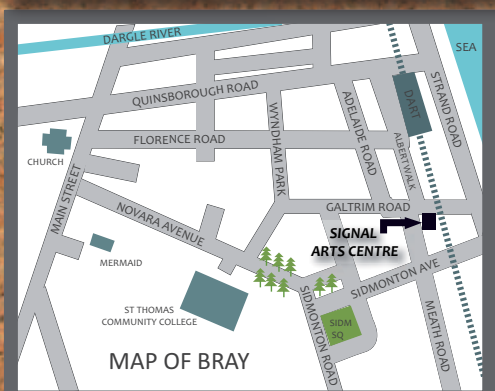 DARGLE RIVER
SEA
QUINSBOROUGH ROAD
DART
STRAND ROAD
FLORENCE ROAD
WYNDHAM PARK
ADELAIDE ROAD
ALBERT WALK
CHURCH
MAIN STREET
NOVARA AVENUE
GALTRIM ROAD
SIGNAL
ARTS CENTRE
MERMAID
SIDMONTON AVE
ST THOMAS
COMMUNITY COLLEGE
SIDMONTON ROAD
SIDM
SQ
MEATH ROAD
MAP OF BRAY